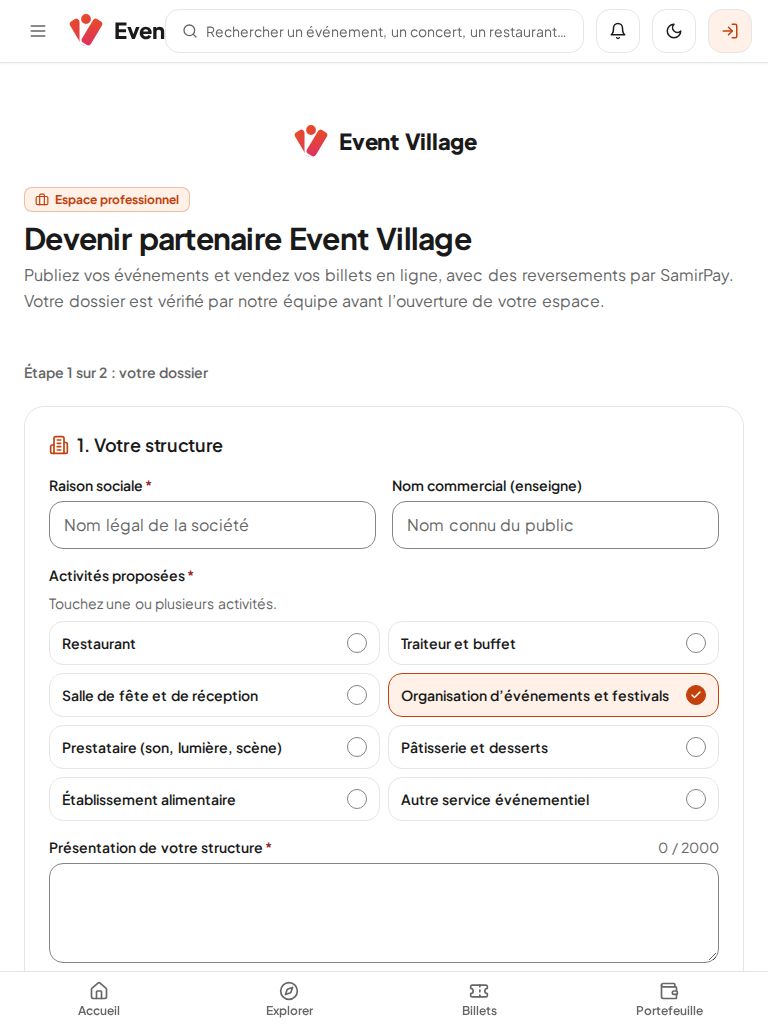 Even
Rechercher un événement, un concert, un restaurant...
Event Village
Espace professionnel
Devenir partenaire Event Village
Publiez vos événements et vendez vos billets en ligne, avec des reversements par SamirPay.
Votre dossier est vérifié par notre équipe avant l’ouverture de votre espace.
Étape 1 sur 2 : votre dossier
1. Votre structure
Raison sociale *
Nom commercial (enseigne)
Nom légal de la société
Nom connu du public
Activités proposées *
Touchez une ou plusieurs activités.
Restaurant
Traiteur et buffet
Salle de fête et de réception
Organisation d’événements et festivals
Prestataire (son, lumière, scène)
Pâtisserie et desserts
Établissement alimentaire
Autre service événementiel
Présentation de votre structure *
0 / 2000
Accueil
Explorer
Billets
Portefeuille